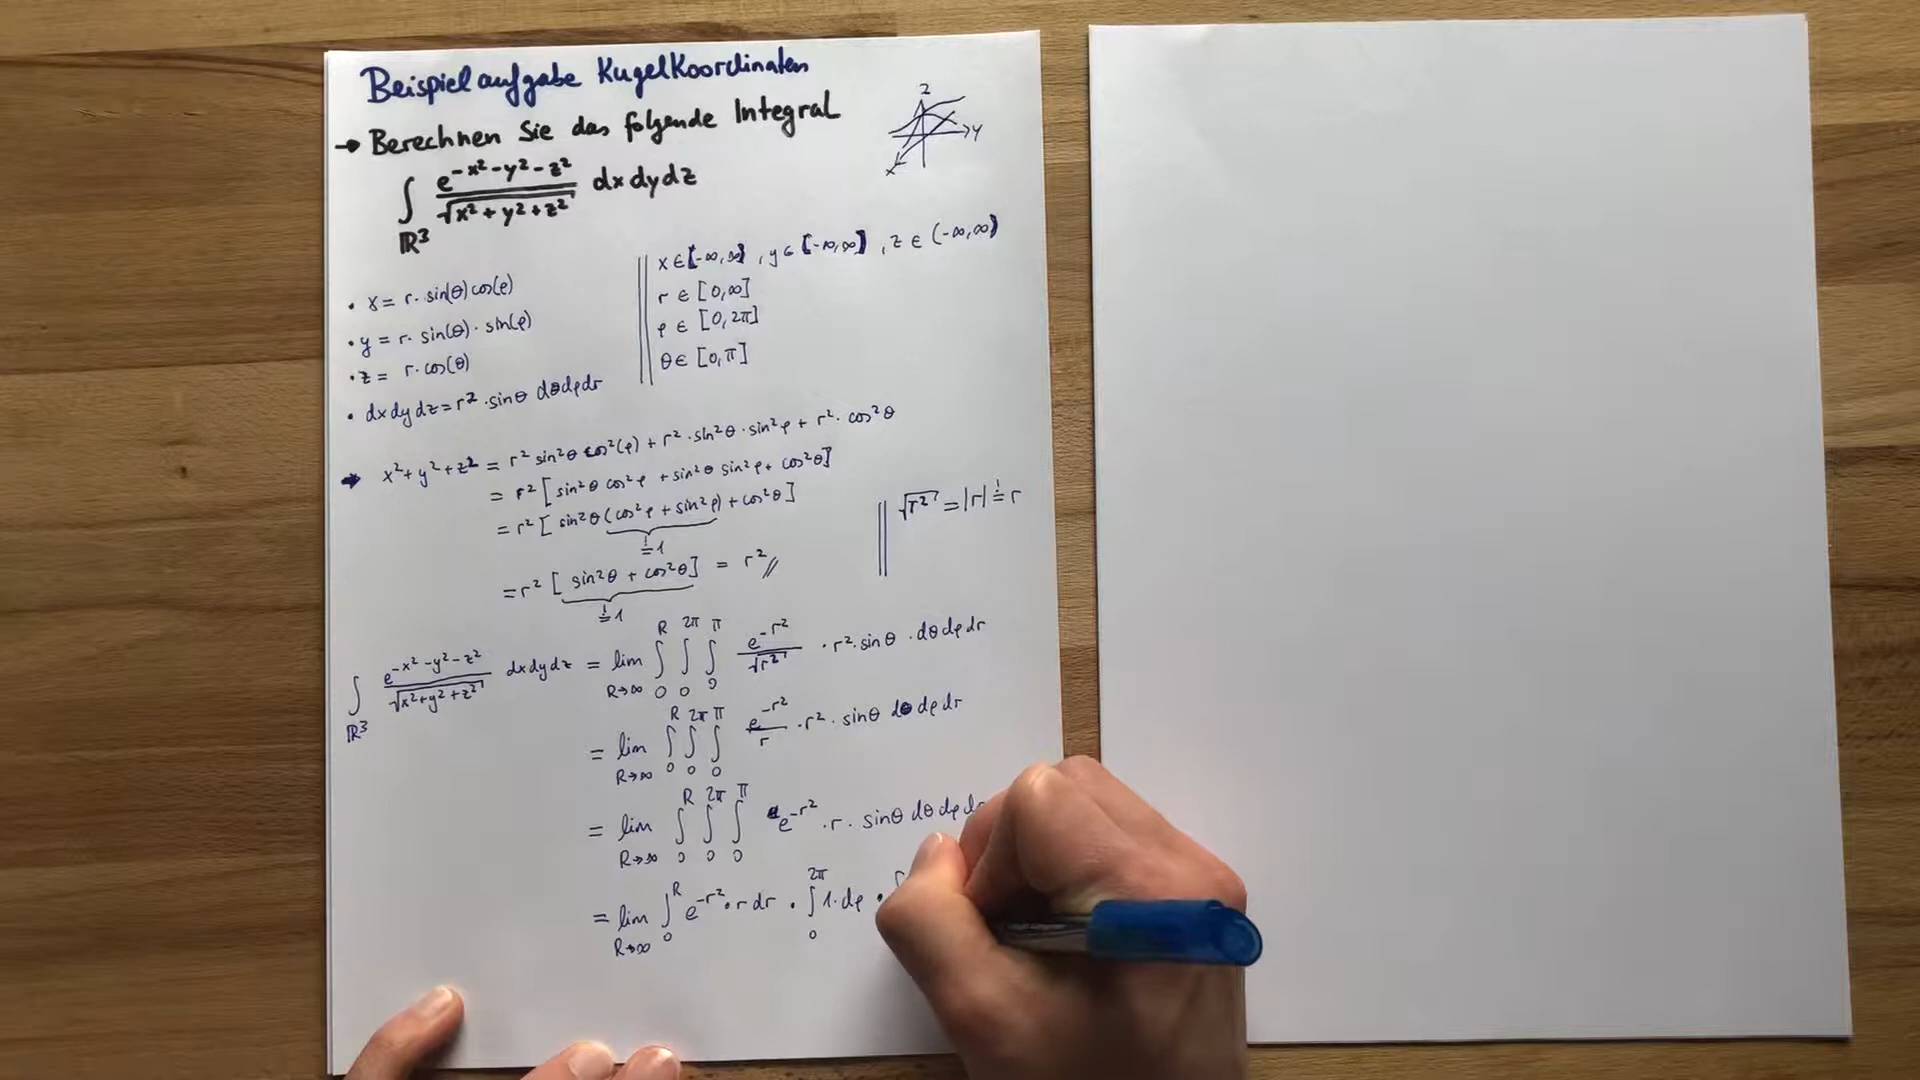 Beispielaufgabe Kugelkoordinaten
→ Berechnen Sie das folgende Integral
∫_{ℝ³} e^{-x²-y²-z²} / √(x²+y²+z²) dx dy dz
z
y
x
• x = r · sin(θ) cos(φ)
• y = r · sin(θ) · sin(φ)
• z = r · cos(θ)
• dx dy dz = r² · sinθ dθ dφ dr
x ∈ [-∞,∞], y ∈ [-∞,∞], z ∈ (-∞,∞)
r ∈ [0,∞]
φ ∈ [0,2π]
θ ∈ [0,π]
→ x² + y² + z² = r² sin²θ cos²(φ) + r² · sin²θ · sin²φ + r² · cos²θ
= r² [sin²θ cos²φ + sin²θ sin²φ + cos²θ]
= r² [sin²θ (cos²φ + sin²φ) + cos²θ]
!= 1
= r² [sin²θ + cos²θ] = r² //
!= 1
√r² = |r| != r
∫_{ℝ³} e^{-x²-y²-z²} / √(x²+y²+z²) dx dy dz = lim_{R→∞} ∫_0^R ∫_0^{2π} ∫_0^π e^{-r²} / √r² · r² · sinθ · dθ dφ dr
= lim_{R→∞} ∫_0^R ∫_0^{2π} ∫_0^π e^{-r²} / r · r² · sinθ dθ dφ dr
= lim_{R→∞} ∫_0^R ∫_0^{2π} ∫_0^π e^{-r²} · r · sinθ dθ dφ
= lim_{R→∞} ∫_0^R e^{-r²} · r dr · ∫_0^{2π} 1 · dφ ·